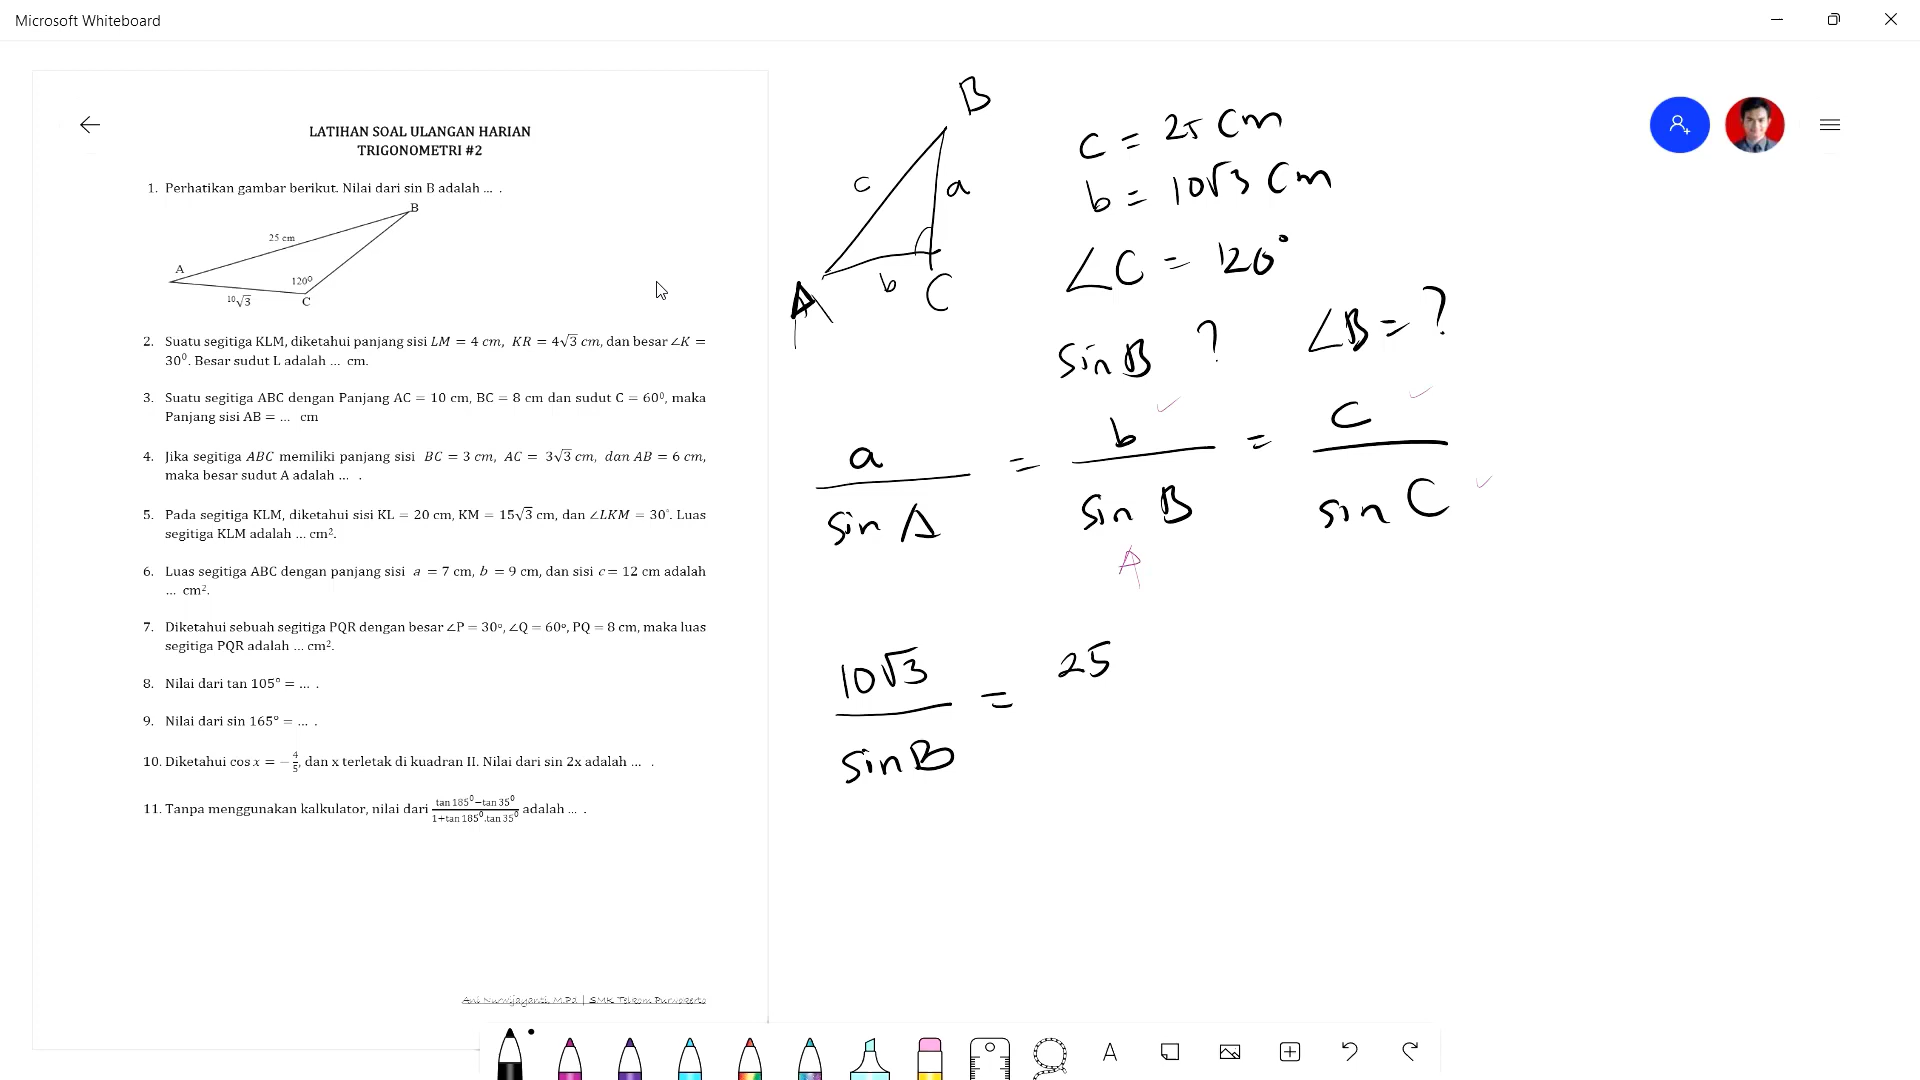 Microsoft Whiteboard
LATIHAN SOAL ULANGAN HARIAN
TRIGONOMETRI #2
1. Perhatikan gambar berikut. Nilai dari sin B adalah ... .
B
25 cm
A
120⁰
10√3
C
2. Suatu segitiga KLM, diketahui panjang sisi LM = 4 cm, KR = 4√3 cm, dan besar ∠K =
30⁰. Besar sudut L adalah ... cm.
3. Suatu segitiga ABC dengan Panjang AC = 10 cm, BC = 8 cm dan sudut C = 60⁰, maka
Panjang sisi AB = ... cm
4. Jika segitiga ABC memiliki panjang sisi BC = 3 cm, AC = 3√3 cm, dan AB = 6 cm,
maka besar sudut A adalah ... .
5. Pada segitiga KLM, diketahui sisi KL = 20 cm, KM = 15√3 cm, dan ∠LKM = 30°. Luas
segitiga KLM adalah ... cm².
6. Luas segitiga ABC dengan panjang sisi a = 7 cm, b = 9 cm, dan sisi c = 12 cm adalah
... cm².
7. Diketahui sebuah segitiga PQR dengan besar ∠P = 30°, ∠Q = 60°, PQ = 8 cm, maka luas
segitiga PQR adalah ... cm².
8. Nilai dari tan 105° = ... .
9. Nilai dari sin 165° = ... .
10. Diketahui cos x = −4/5, dan x terletak di kuadran II. Nilai dari sin 2x adalah ... .
11. Tanpa menggunakan kalkulator, nilai dari (tan 185⁰−tan 35⁰)/(1+tan 185⁰.tan 35⁰) adalah ... .
Ani Nurwijayanti, M.Pd | SMK Telkom Purwokerto
B
c
a
A
b
C
c = 25 cm
b = 10√3 cm
∠C = 120°
sin B ?
∠B = ?
a/sin A = b/sin B = c/sin C
10√3/sin B = 25
A